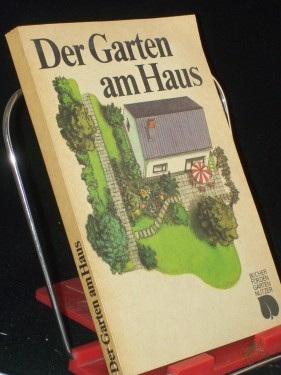 Der Garten
am Haus
BÜCHER
FÜR DEN
GARTEN
NUTZER
Der Garten am Haus